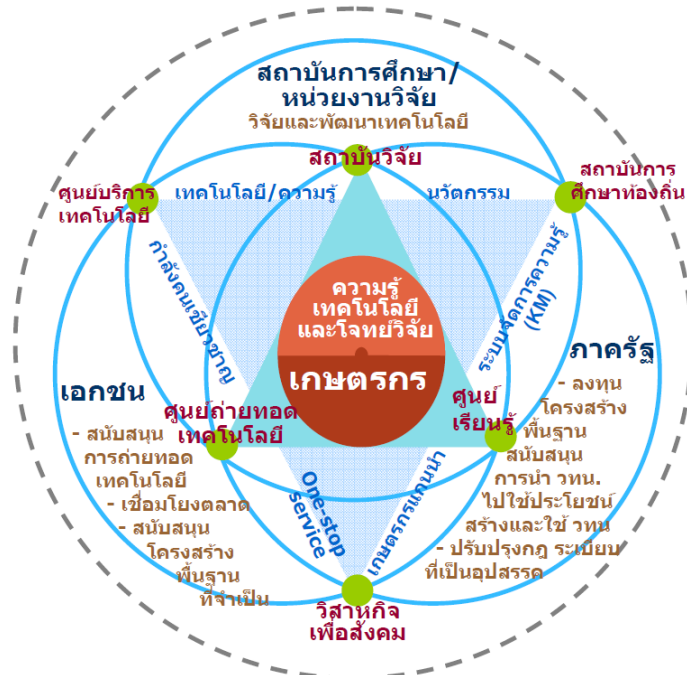 สถาบันการศึกษา/
หน่วยงานวิจัย
วิจัยและพัฒนาเทคโนโลยี
สถาบันวิจัย
ศูนย์บริการ
เทคโนโลยี
เทคโนโลยี/ความรู้
นวัตกรรม
สถาบันการ
ศึกษาท้องถิ่น
กำลังคนเชี่ยวชาญ
ระบบจัดการความรู้
(KM)
ความรู้
เทคโนโลยี
และโจทย์วิจัย
เกษตรกร
เอกชน
- สนับสนุน
การถ่ายทอด
เทคโนโลยี
- เชื่อมโยงตลาด
- สนับสนุน
โครงสร้าง
พื้นฐาน
ที่จำเป็น
ศูนย์ถ่ายทอด
เทคโนโลยี
ศูนย์
เรียนรู้
ภาครัฐ
- ลงทุน
โครงสร้าง
พื้นฐาน
สนับสนุน
การนำ วทน.
ไปใช้ประโยชน์
สร้างและใช้ วทน
- ปรับปรุงกฎ ระเบียบ
ที่เป็นอุปสรรค
One-stop
service
เกษตรกรแกนนำ
วิสาหกิจ
เพื่อสังคม